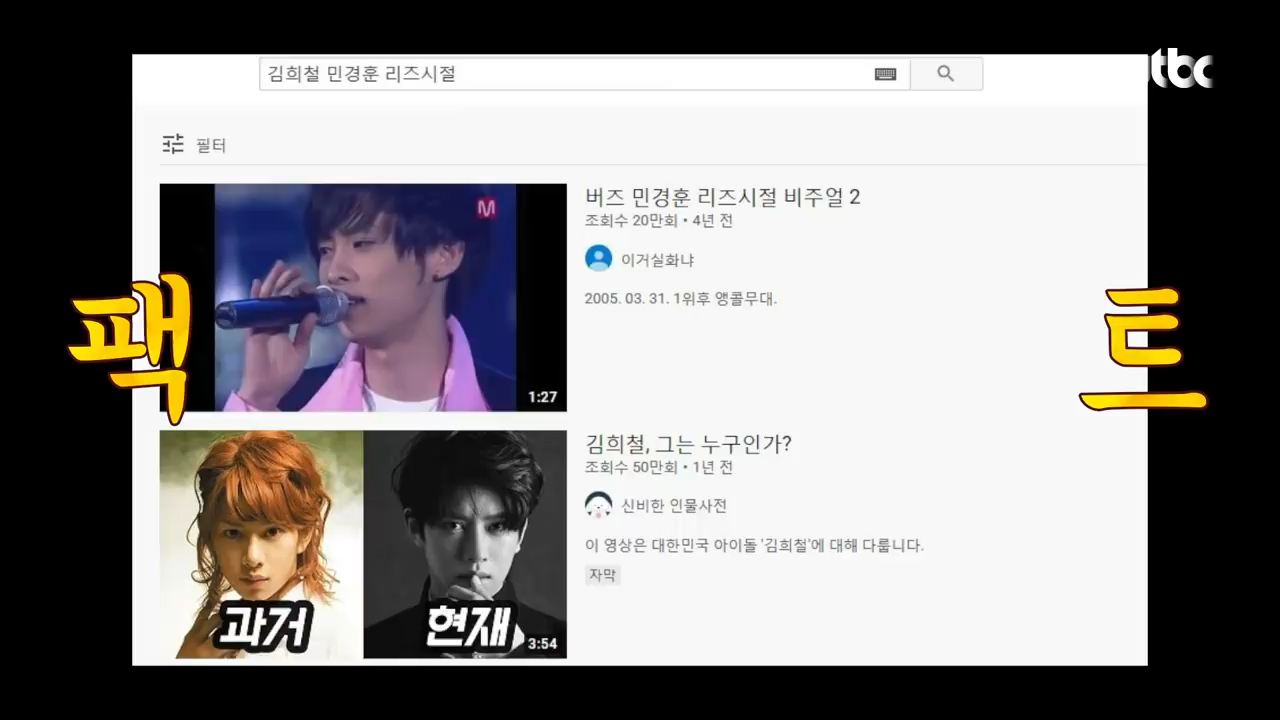 김희철 민경훈 리즈시절
jtbc
필터
버즈 민경훈 리즈시절 비주얼 2
조회수 20만회 • 4년 전
이거실화냐
2005. 03. 31. 1위후 앵콜무대.
M
1:27
팩 트
김희철, 그는 누구인가?
조회수 50만회 • 1년 전
신비한 인물사전
이 영상은 대한민국 아이돌 '김희철'에 대해 다룹니다.
자막
과거 현재
3:54